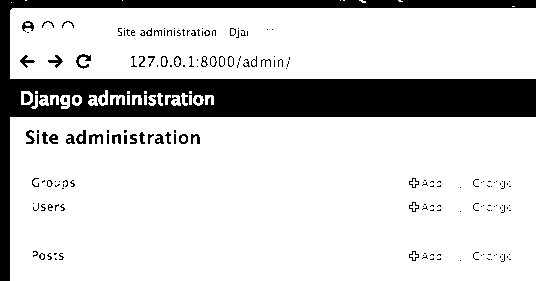 Site administration Djan
127.0.0.1:8000/admin/
Django administration
Site administration
Groups Add Change
Users Add Change
Posts Add Change